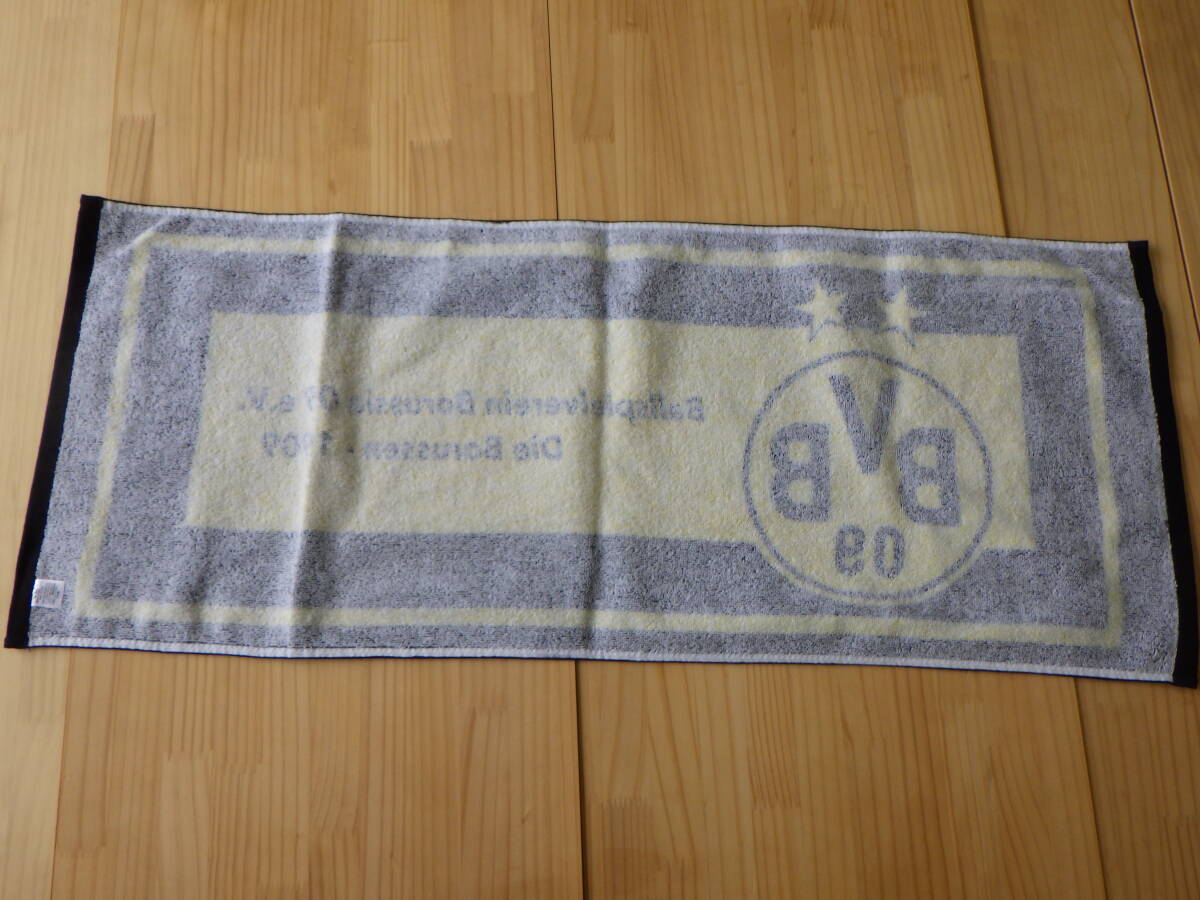 Ballspielverein Borussia 09 e.V.
Die Borussen - 1909
BVB
09